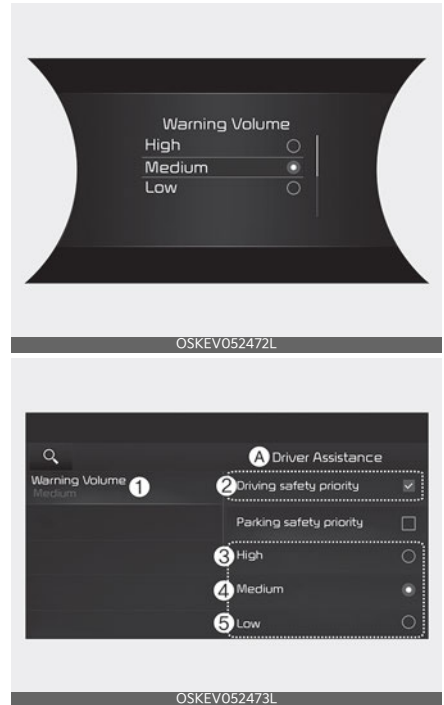 Warning Volume
High
Medium
Low
OSKEV052472L
A Driver Assistance
Warning Volume 1
Medium
2 Driving safety priority
Parking safety priority
3 High
4 Medium
5 Low
OSKEV052473L